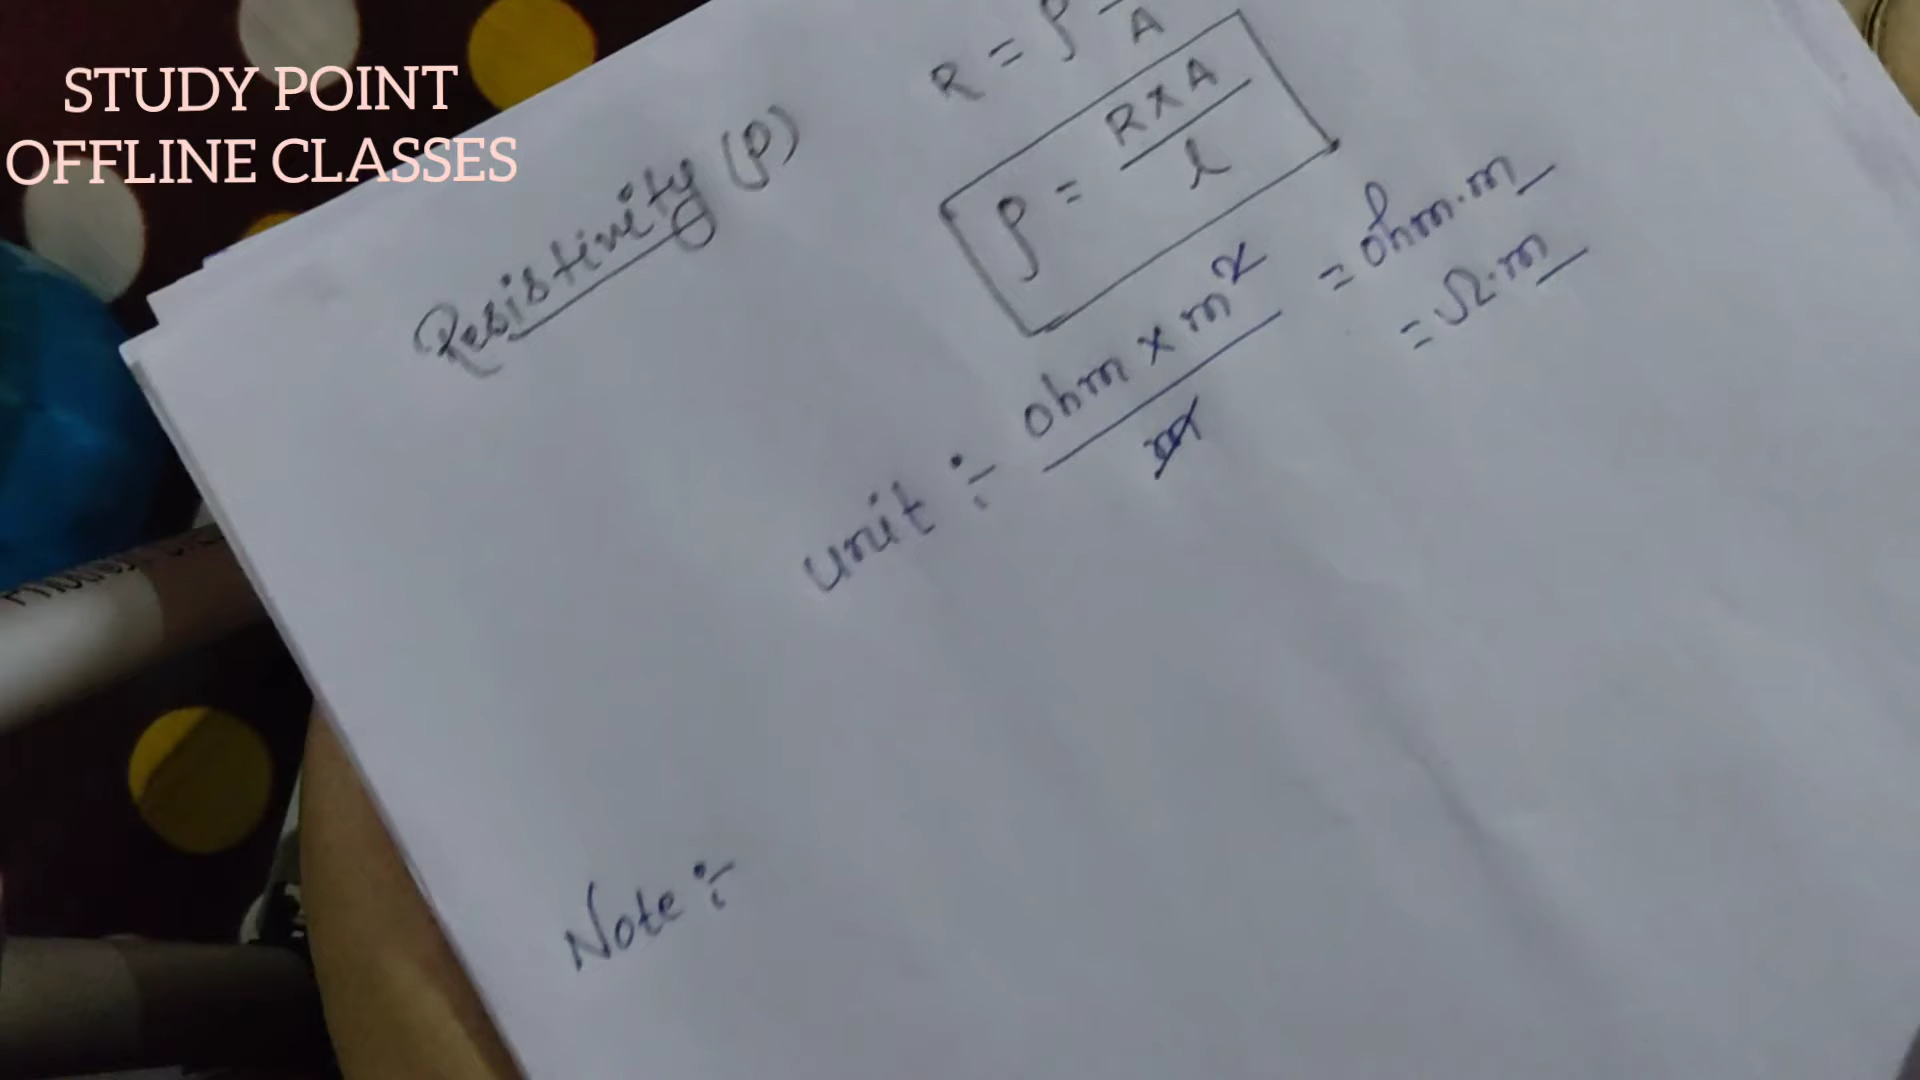 STUDY POINT
OFFLINE CLASSES
Resistivity (ρ)
R = ρ/A
ρ = R×A/l
unit ÷ ohm × m²/m = ohm.m
= Ω.m
Note ÷